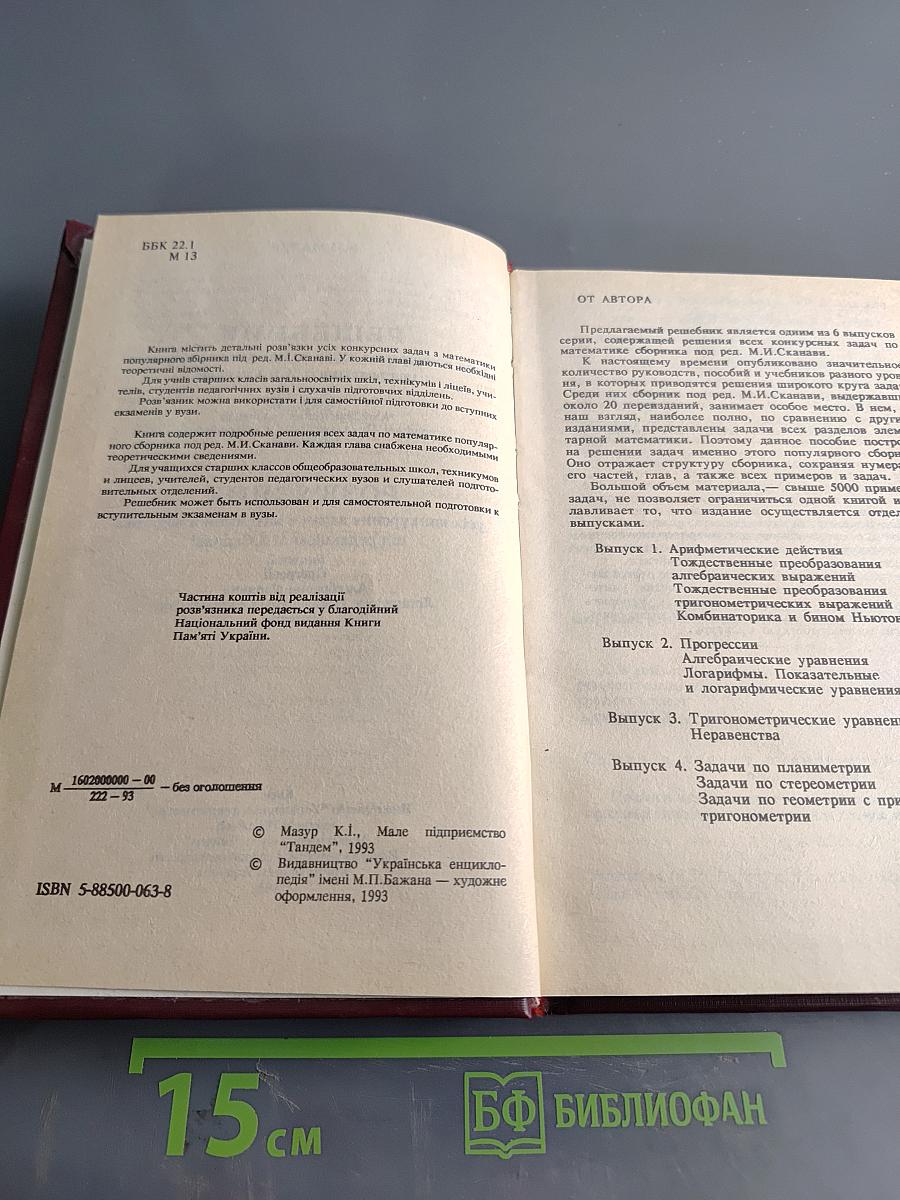 ББК 22.1
М 13
Книга містить детальні розв'язки усіх конкурсних задач з математики
популярного збірника під ред. М.І.Сканаві. У кожній главі даються необхідні
теоретичні відомості.
Для учнів старших класів загальноосвітніх шкіл, технікумів і ліцеїв, учи-
телів, студентів педагогічних вузів і слухачів підготовчих відділень.
Розв'язник можна використати і для самостійної підготовки до вступних
екзаменів у вузи.
Книга содержит подробные решения всех задач по математике популяр-
ного сборника под ред. М.И.Сканави. Каждая глава снабжена необходимыми
теоретическими сведениями.
Для учащихся старших классов общеобразовательных школ, техникумов
и лицеев, учителей, студентов педагогических вузов и слушателей подгото-
вительных отделений.
Решебник может быть использован и для самостоятельной подготовки к
вступительным экзаменам в вузы.
Частина коштів від реалізації
розв'язника передається у благодійний
Національний фонд видання Книги
Пам'яті України.
М 1602000000 – 00
222 – 93 – без оголошення
© Мазур К.І., Мале підприємство
“Тандем”, 1993
© Видавництво “Українська енцикло-
педія” імені М.П.Бажана — художнє
оформлення, 1993
ISBN 5-88500-063-8
ОТ АВТОРА
Предлагаемый решебник является одним из 6 выпусков
серии, содержащей решения всех конкурсных задач по
математике сборника под ред. М.И.Сканави.
К настоящему времени опубликовано значительное
количество руководств, пособий и учебников разного уров
ня, в которых приводятся решения широкого круга задач
Среди них сборник под ред. М.И.Сканави, выдержавши
около 20 переизданий, занимает особое место. В нем,
наш взгляд, наиболее полно, по сравнению с други
изданиями, представлены задачи всех разделов элем
тарной математики. Поэтому данное пособие постро
на решении задач именно этого популярного сборн
Оно отражает структуру сборника, сохраняя нумера
его частей, глав, а также всех примеров и задач.
Большой объем материала,— свыше 5000 приме
задач, не позволяет ограничиться одной книгой и
лавливает то, что издание осуществляется отдел
выпусками.
Выпуск 1. Арифметические действия
Тождественные преобразования
алгебраических выражений
Тождественные преобразования
тригонометрических выражений
Комбинаторика и бином Ньютон
Выпуск 2. Прогрессии
Алгебраические уравнения
Логарифмы. Показательные
и логарифмические уравнения
Выпуск 3. Тригонометрические уравнен
Неравенства
Выпуск 4. Задачи по планиметрии
Задачи по стереометрии
Задачи по геометрии с при
тригонометрии
15 см
БФ БИБЛИОФАН